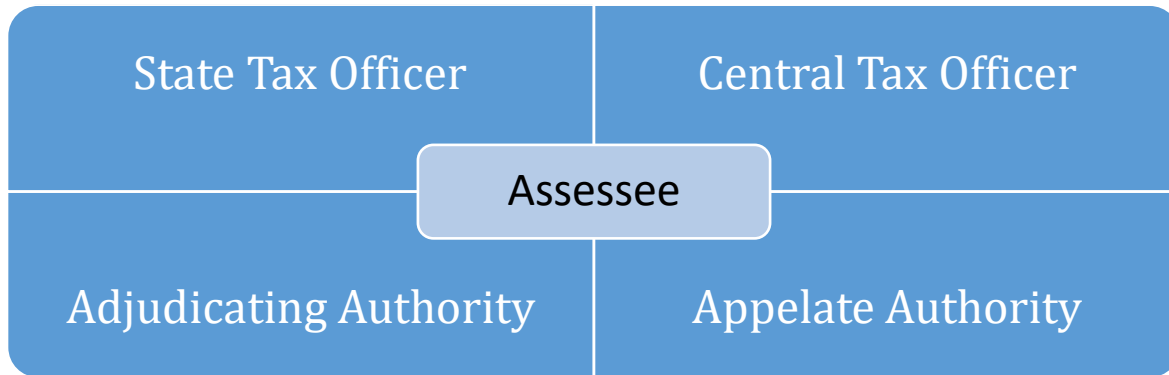 State Tax Officer
Central Tax Officer
Assessee
Adjudicating Authority
Appelate Authority